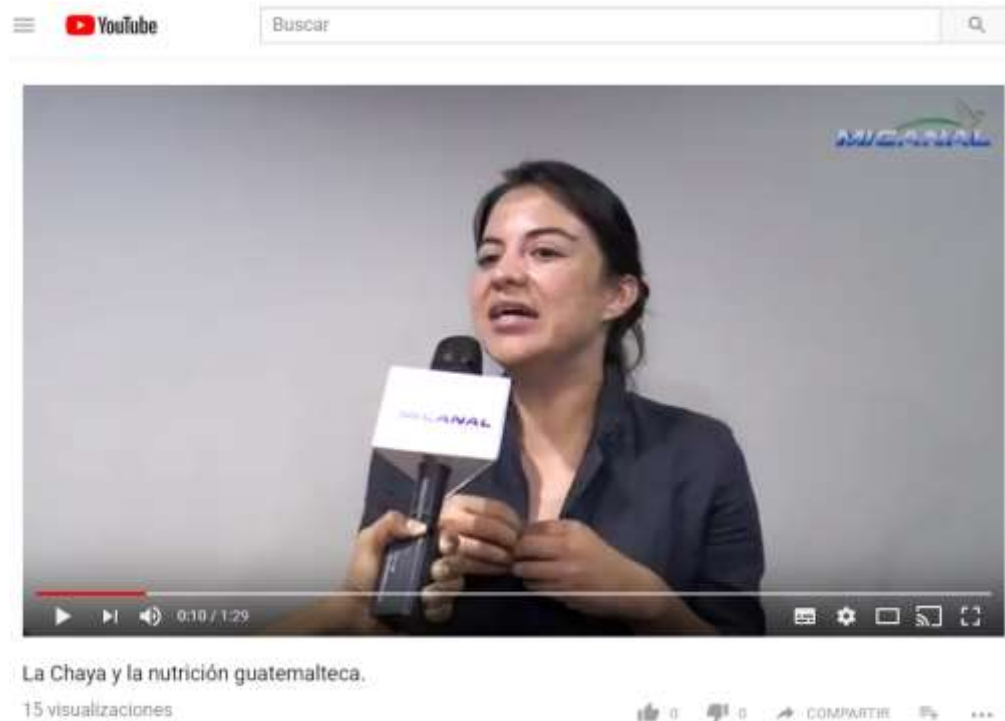 YouTube
Buscar
MICANAL
MICANAL
0:10 / 1:29
La Chaya y la nutrición guatemalteca.
15 visualizaciones
0
0
COMPARTIR